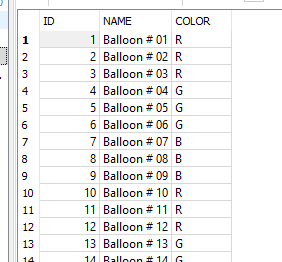 ID NAME COLOR
1 1 Balloon # 01 R
2 2 Balloon # 02 R
3 3 Balloon # 03 R
4 4 Balloon # 04 G
5 5 Balloon # 05 G
6 6 Balloon # 06 G
7 7 Balloon # 07 B
8 8 Balloon # 08 B
9 9 Balloon # 09 B
10 10 Balloon # 10 R
11 11 Balloon # 11 R
12 12 Balloon # 12 R
13 13 Balloon # 13 G
14 14 Balloon # 14 G